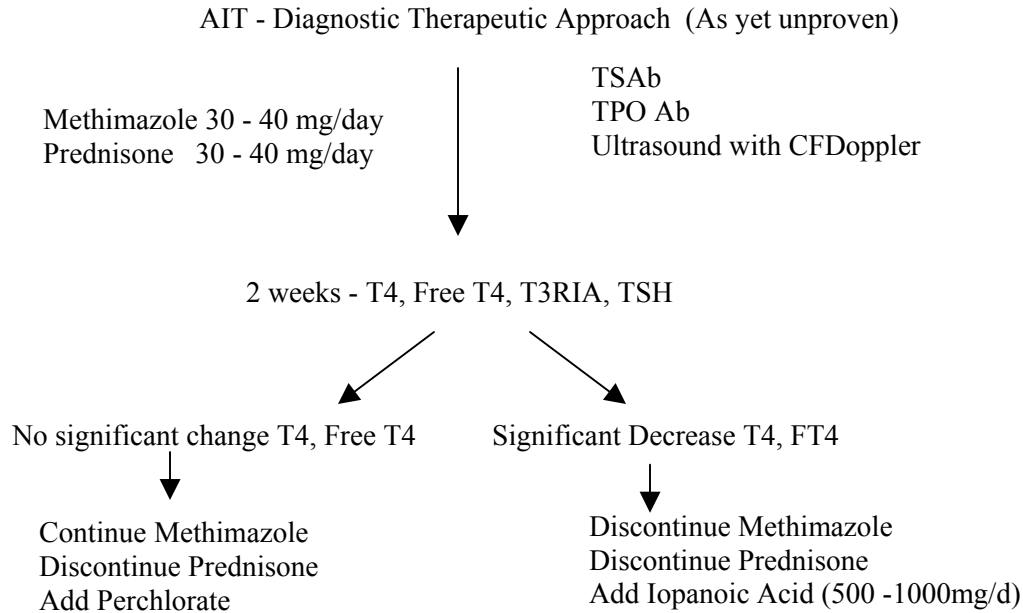 AIT - Diagnostic Therapeutic Approach (As yet unproven)
Methimazole 30 - 40 mg/day
Prednisone 30 - 40 mg/day
TSAb
TPO Ab
Ultrasound with CFDoppler
2 weeks - T4, Free T4, T3RIA, TSH
No significant change T4, Free T4
Continue Methimazole
Discontinue Prednisone
Add Perchlorate
Significant Decrease T4, FT4
Discontinue Methimazole
Discontinue Prednisone
Add Iopanoic Acid (500 -1000mg/d)